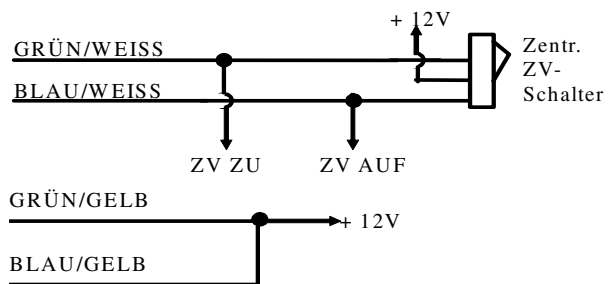 + 12V
GRÜN/WEISS
Zentr.
ZV-
Schalter
BLAU/WEISS
ZV ZU
ZV AUF
GRÜN/GELB
+ 12V
BLAU/GELB